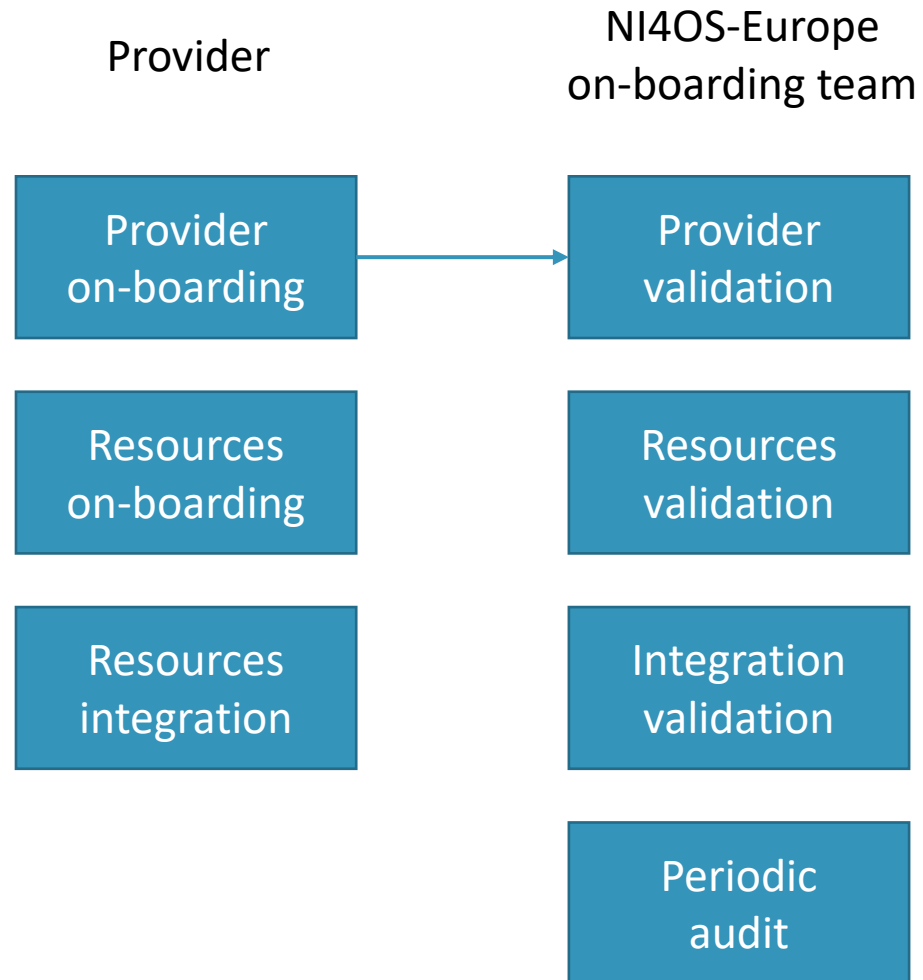 Provider
NI4OS-Europe
on-boarding team
Provider
on-boarding
Provider
validation
Resources
on-boarding
Resources
validation
Resources
integration
Integration
validation
Periodic
audit